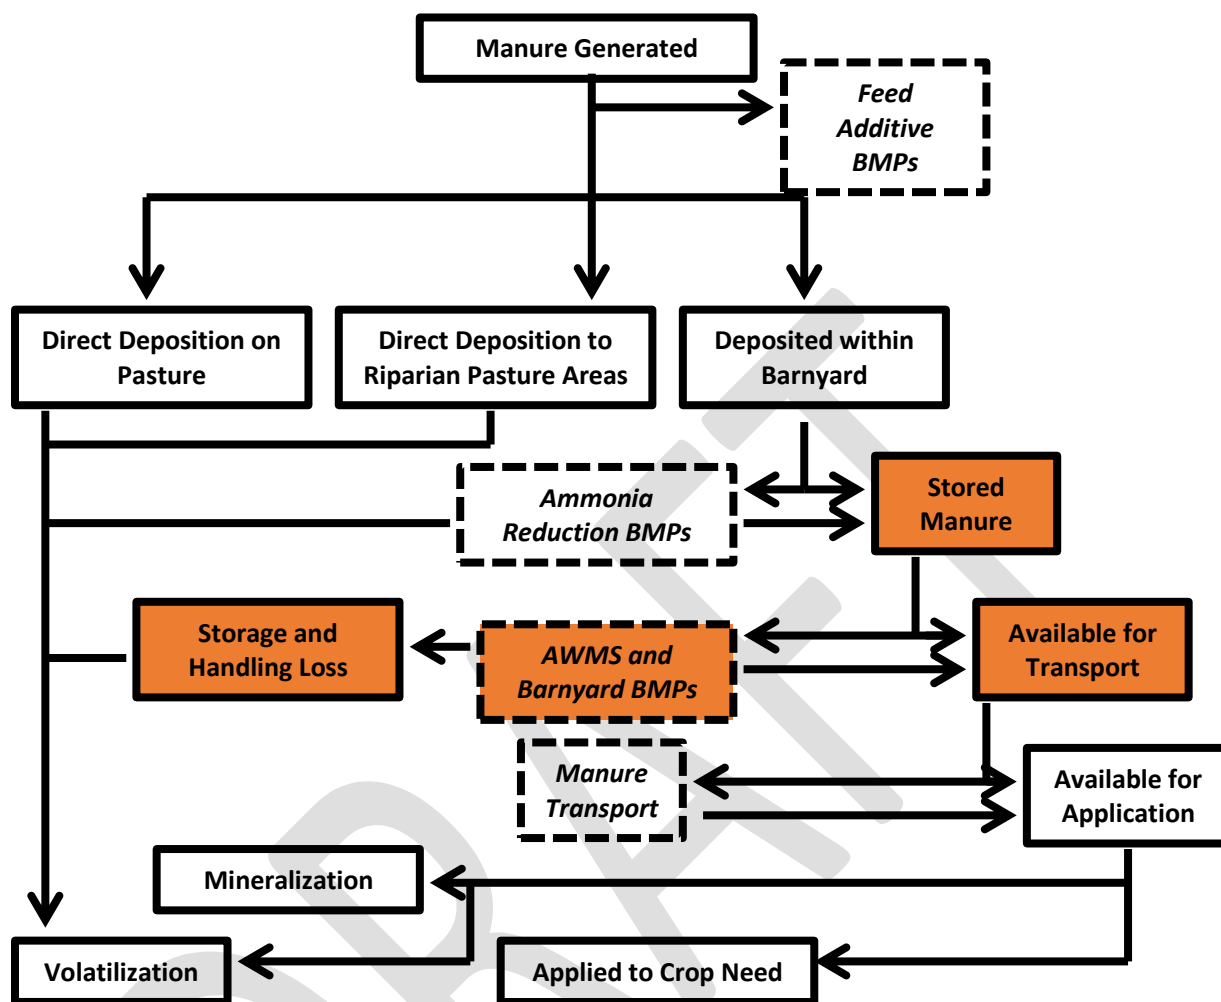 Manure Generated
Feed
Additive
BMPs
Direct Deposition on
Pasture
Direct Deposition to
Riparian Pasture Areas
Deposited within
Barnyard
Ammonia
Reduction BMPs
Stored
Manure
Storage and
Handling Loss
AWMS and
Barnyard BMPs
Available for
Transport
Manure
Transport
Available for
Application
Mineralization
Volatilization
Applied to Crop Need
DRAFT